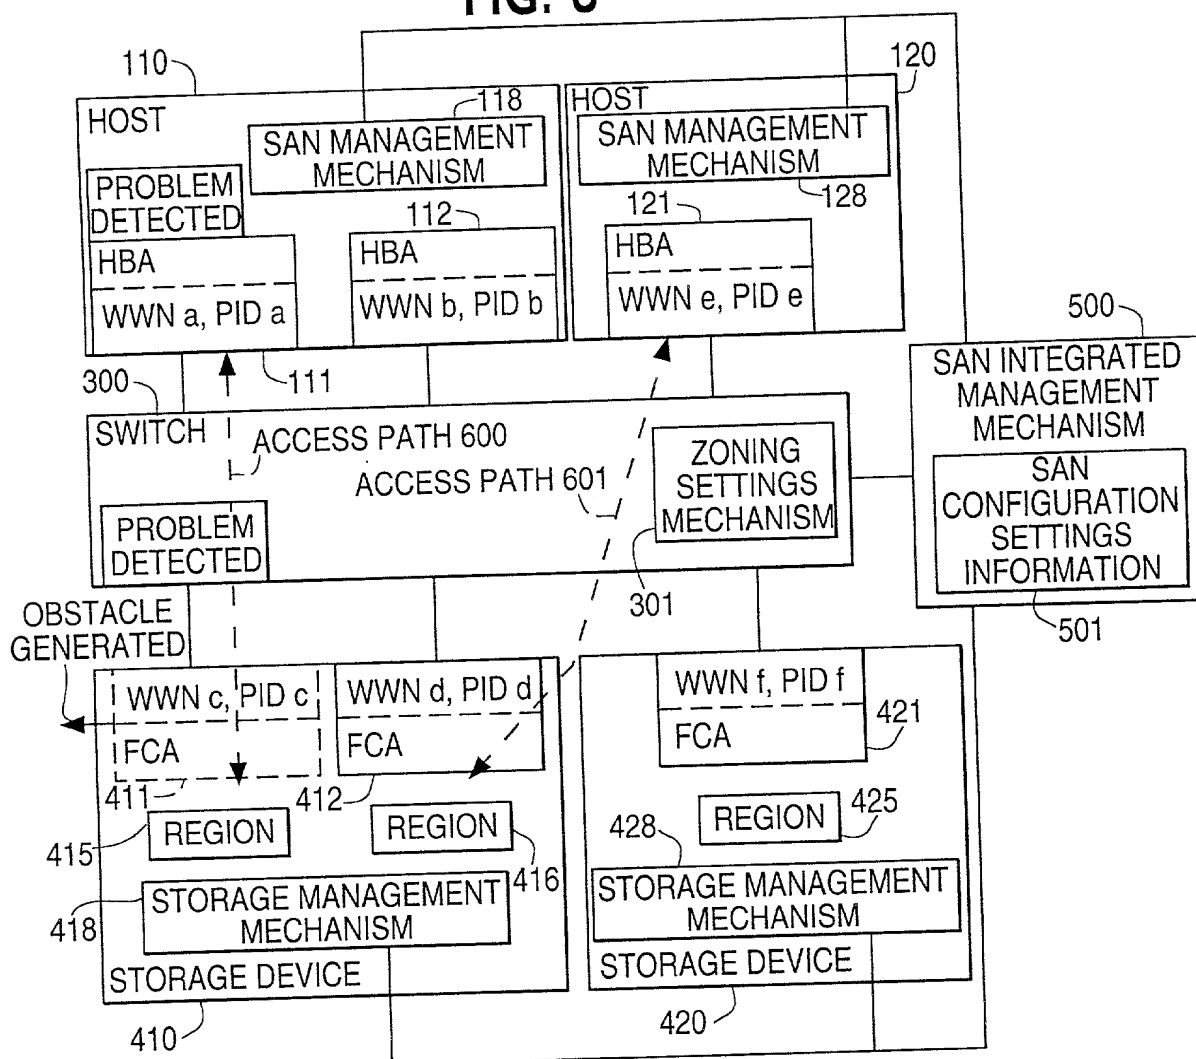 FIG. 6
110
120
HOST
118
SAN MANAGEMENT
MECHANISM
HOST
SAN MANAGEMENT
MECHANISM
128
PROBLEM
DETECTED
HBA
WWN a, PID a
112
HBA
WWN b, PID b
121
HBA
WWN e, PID e
500
SAN INTEGRATED
MANAGEMENT
MECHANISM
SAN
CONFIGURATION
SETTINGS
INFORMATION
501
300
111
SWITCH
ACCESS PATH 600
ACCESS PATH 601
ZONING
SETTINGS
MECHANISM
301
PROBLEM
DETECTED
OBSTACLE
GENERATED
WWN c, PID c
FCA
411
WWN d, PID d
FCA
412
WWN f, PID f
FCA
421
415
REGION
REGION
416
REGION
425
418
STORAGE MANAGEMENT
MECHANISM
428
STORAGE MANAGEMENT
MECHANISM
STORAGE DEVICE
410
STORAGE DEVICE
420